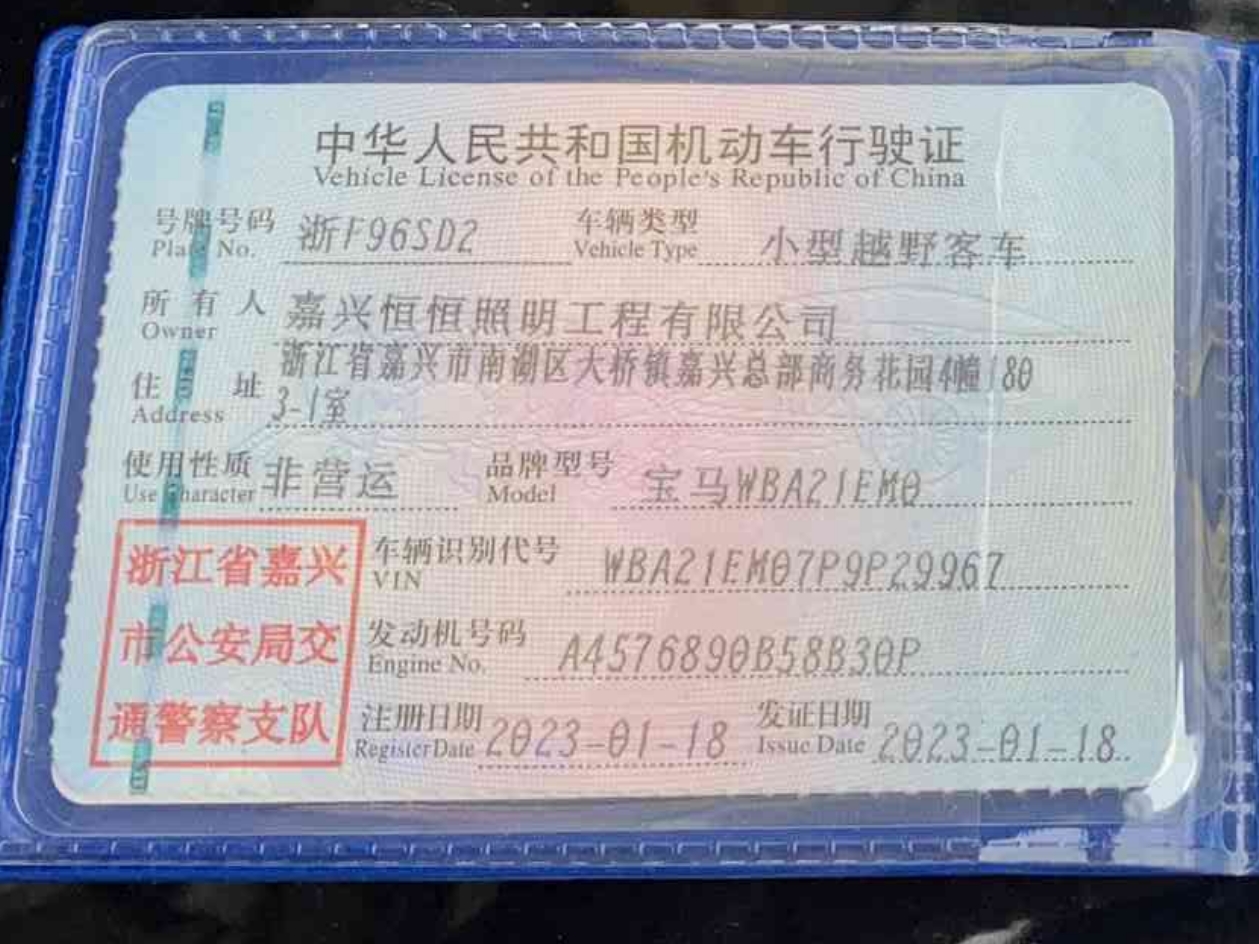 中华人民共和国机动车行驶证
Vehicle License of the People's Republic of China
号牌号码 浙F96SD2 车辆类型 小型越野客车
Plate No. Vehicle Type
所有人 嘉兴恒恒照明工程有限公司
Owner
浙江省嘉兴市南湖区大桥镇嘉兴总部商务花园4幢180
住址 3-1室
Address
使用性质 非营运 品牌型号 宝马WBA21EM0
Use Character Model
浙江省嘉兴
市公安局交
通警察支队
车辆识别代号 WBA21EM07P9P29967
VIN
发动机号码 A4576890B58B30P
Engine No.
注册日期 2023-01-18 发证日期 2023-01-18
Register Date Issue Date